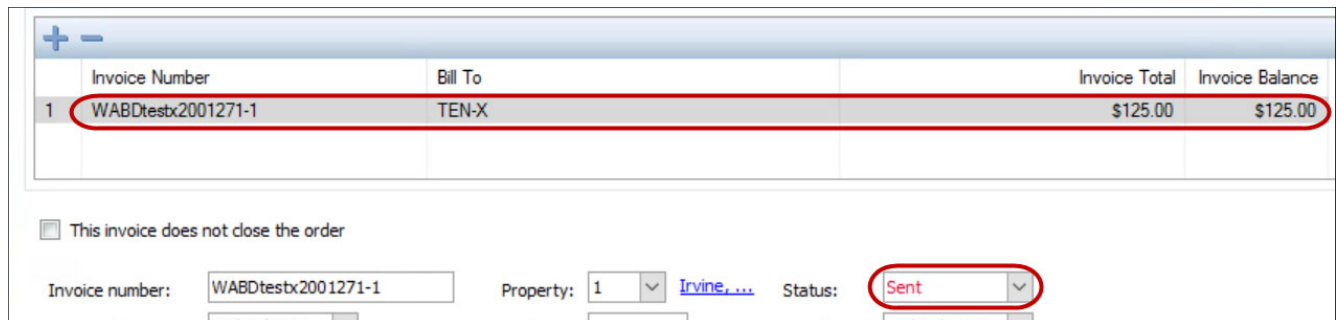 Invoice Number Bill To Invoice Total Invoice Balance
1 WABDtestx2001271-1 TEN-X $125.00 $125.00
This invoice does not close the order
Invoice number: WABDtestx2001271-1 Property: 1 Irvine, ... Status: Sent